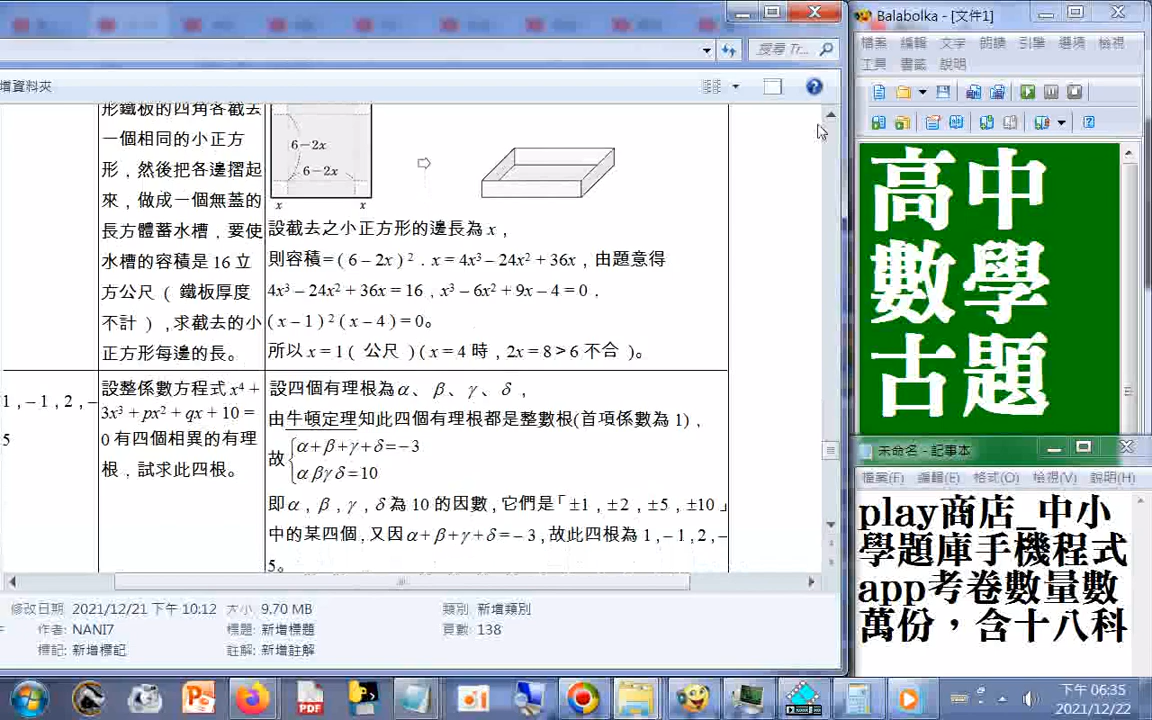 Balabolka - [文件1]
檔案 編輯 文字 朗讀 引擎 選項 檢視
工具 書籤 說明
搜尋 Tr...
增資料夾
形鐵板的四角各截去
一個相同的小正方
形，然後把各邊摺起
來，做成一個無蓋的
長方體蓄水槽，要使
水槽的容積是 16 立
方公尺（ 鐵板厚度
不計 ），求截去的小
正方形每邊的長。
6－2x
6－2x
x x
設截去之小正方形的邊長為 x，
則容積＝( 6－2x )²．x = 4x³－24x²＋36x，由題意得
4x³－24x²＋36x＝16，x³－6x²＋9x－4＝0．
( x－1 )² ( x－4 )＝0。
所以 x＝1 ( 公尺 ) ( x＝4 時，2x＝8＞6 不合 )。
1，－1，2，－
5
設整係數方程式 x⁴＋
3x³＋px²＋qx＋10＝
0 有四個相異的有理
根，試求此四根。
設四個有理根為α、β、γ、δ，
由牛頓定理知此四個有理根都是整數根(首項係數為 1)，
故{α＋β＋γ＋δ＝－3
αβγδ＝10
即α，β，γ，δ為 10 的因數，它們是「±1，±2，±5，±10」
中的某四個，又因α＋β＋γ＋δ＝－3，故此四根為 1，－1，2，－
5。
修改日期: 2021/12/21 下午 10:12 大小: 9.70 MB 類別: 新增類別
作者: NANI7 標題: 新增標題 頁數: 138
標記: 新增標記 註解: 新增註解
高中
數學
古題
未命名 - 記事本
檔案(F) 編輯(E) 格式(O) 檢視(V) 說明(H)
play商店_中小
學題庫手機程式
app考卷數量數
萬份，含十八科
下午 06:35
2021/12/22